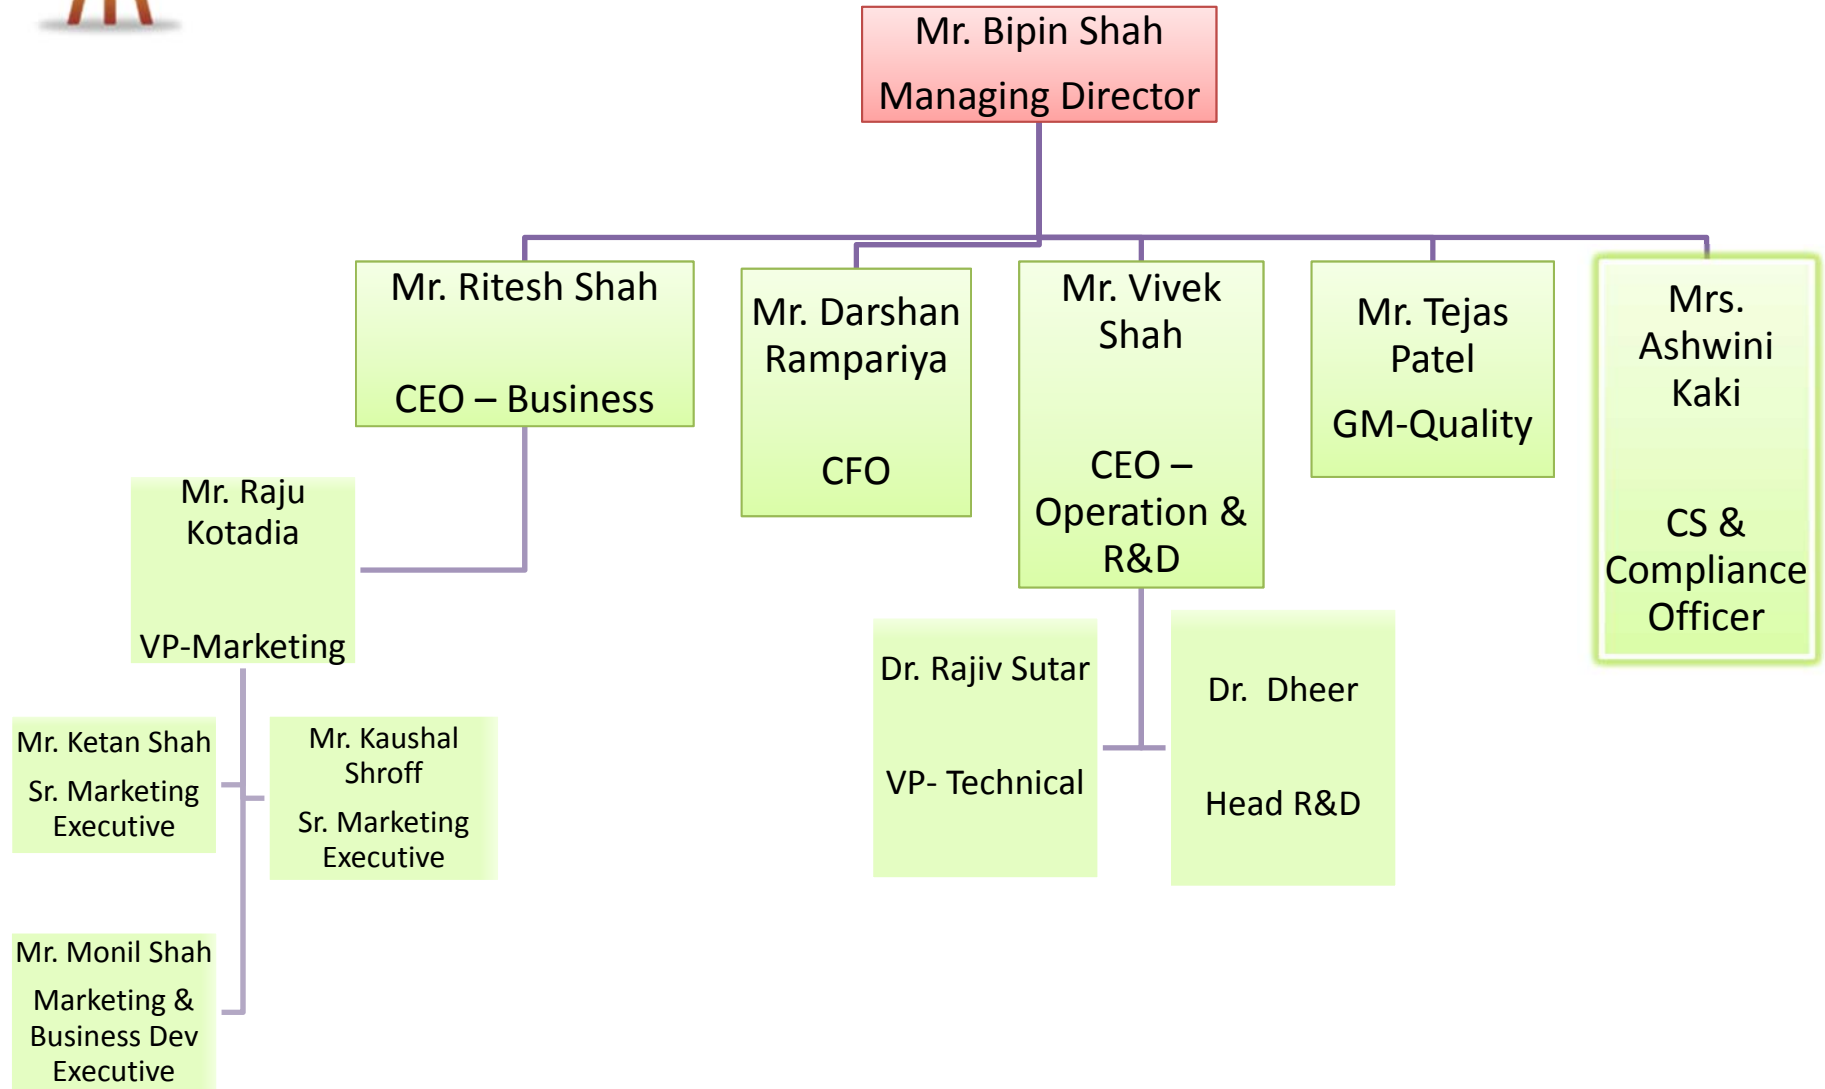 Mr. Bipin Shah
Managing Director
Mr. Ritesh Shah
CEO – Business
Mr. Darshan
Rampariya
CFO
Mr. Vivek
Shah
CEO –
Operation &
R&D
Mr. Tejas
Patel
GM-Quality
Mrs.
Ashwini
Kaki
CS &
Compliance
Officer
Mr. Raju
Kotadia
VP-Marketing
Dr. Rajiv Sutar
VP- Technical
Dr.  Dheer
Head R&D
Mr. Ketan Shah
Sr. Marketing
Executive
Mr. Kaushal
Shroff
Sr. Marketing
Executive
Mr. Monil Shah
Marketing &
Business Dev
Executive